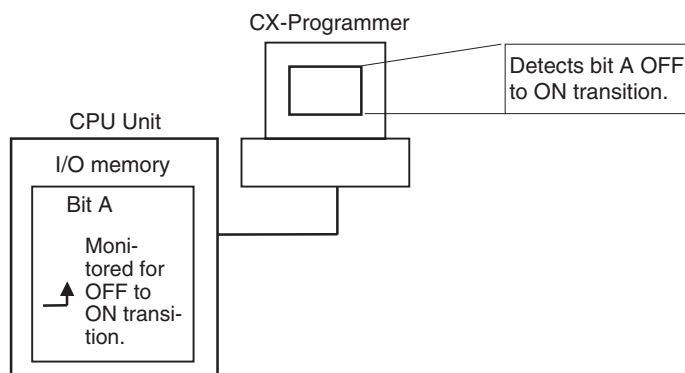 CX-Programmer
Detects bit A OFF
to ON transition.
CPU Unit
I/O memory
Bit A
Moni-
tored for
OFF to
ON transi-
tion.